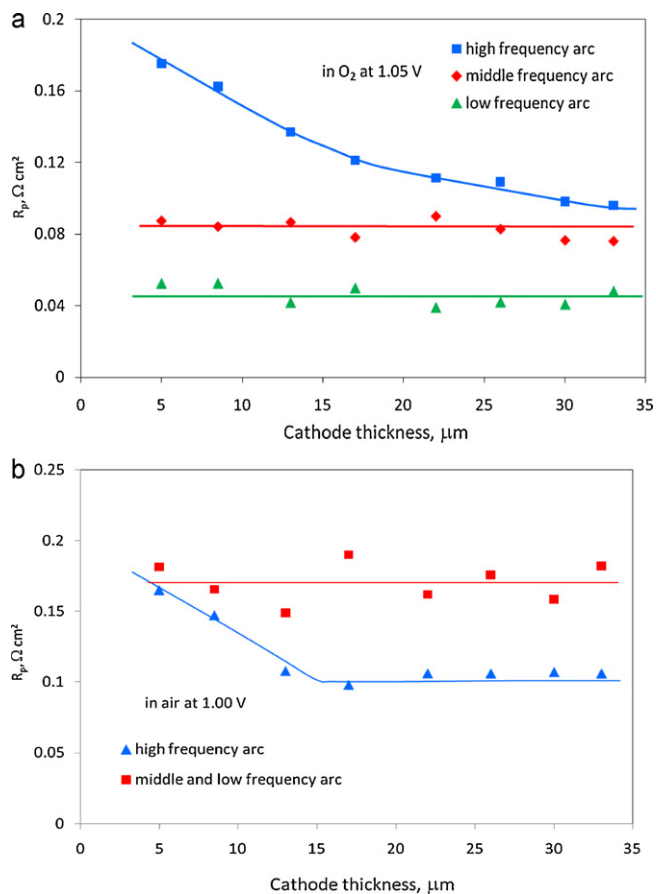 a
0.2
0.16
0.12
0.08
0.04
0
Rp, Ω cm²
in O₂ at 1.05 V
high frequency arc
middle frequency arc
low frequency arc
0 5 10 15 20 25 30 35
Cathode thickness, μm
b
0.25
0.2
0.15
0.1
0.05
0
Rp, Ω cm²
in air at 1.00 V
high frequency arc
middle and low frequency arc
0 5 10 15 20 25 30 35
Cathode thickness, μm